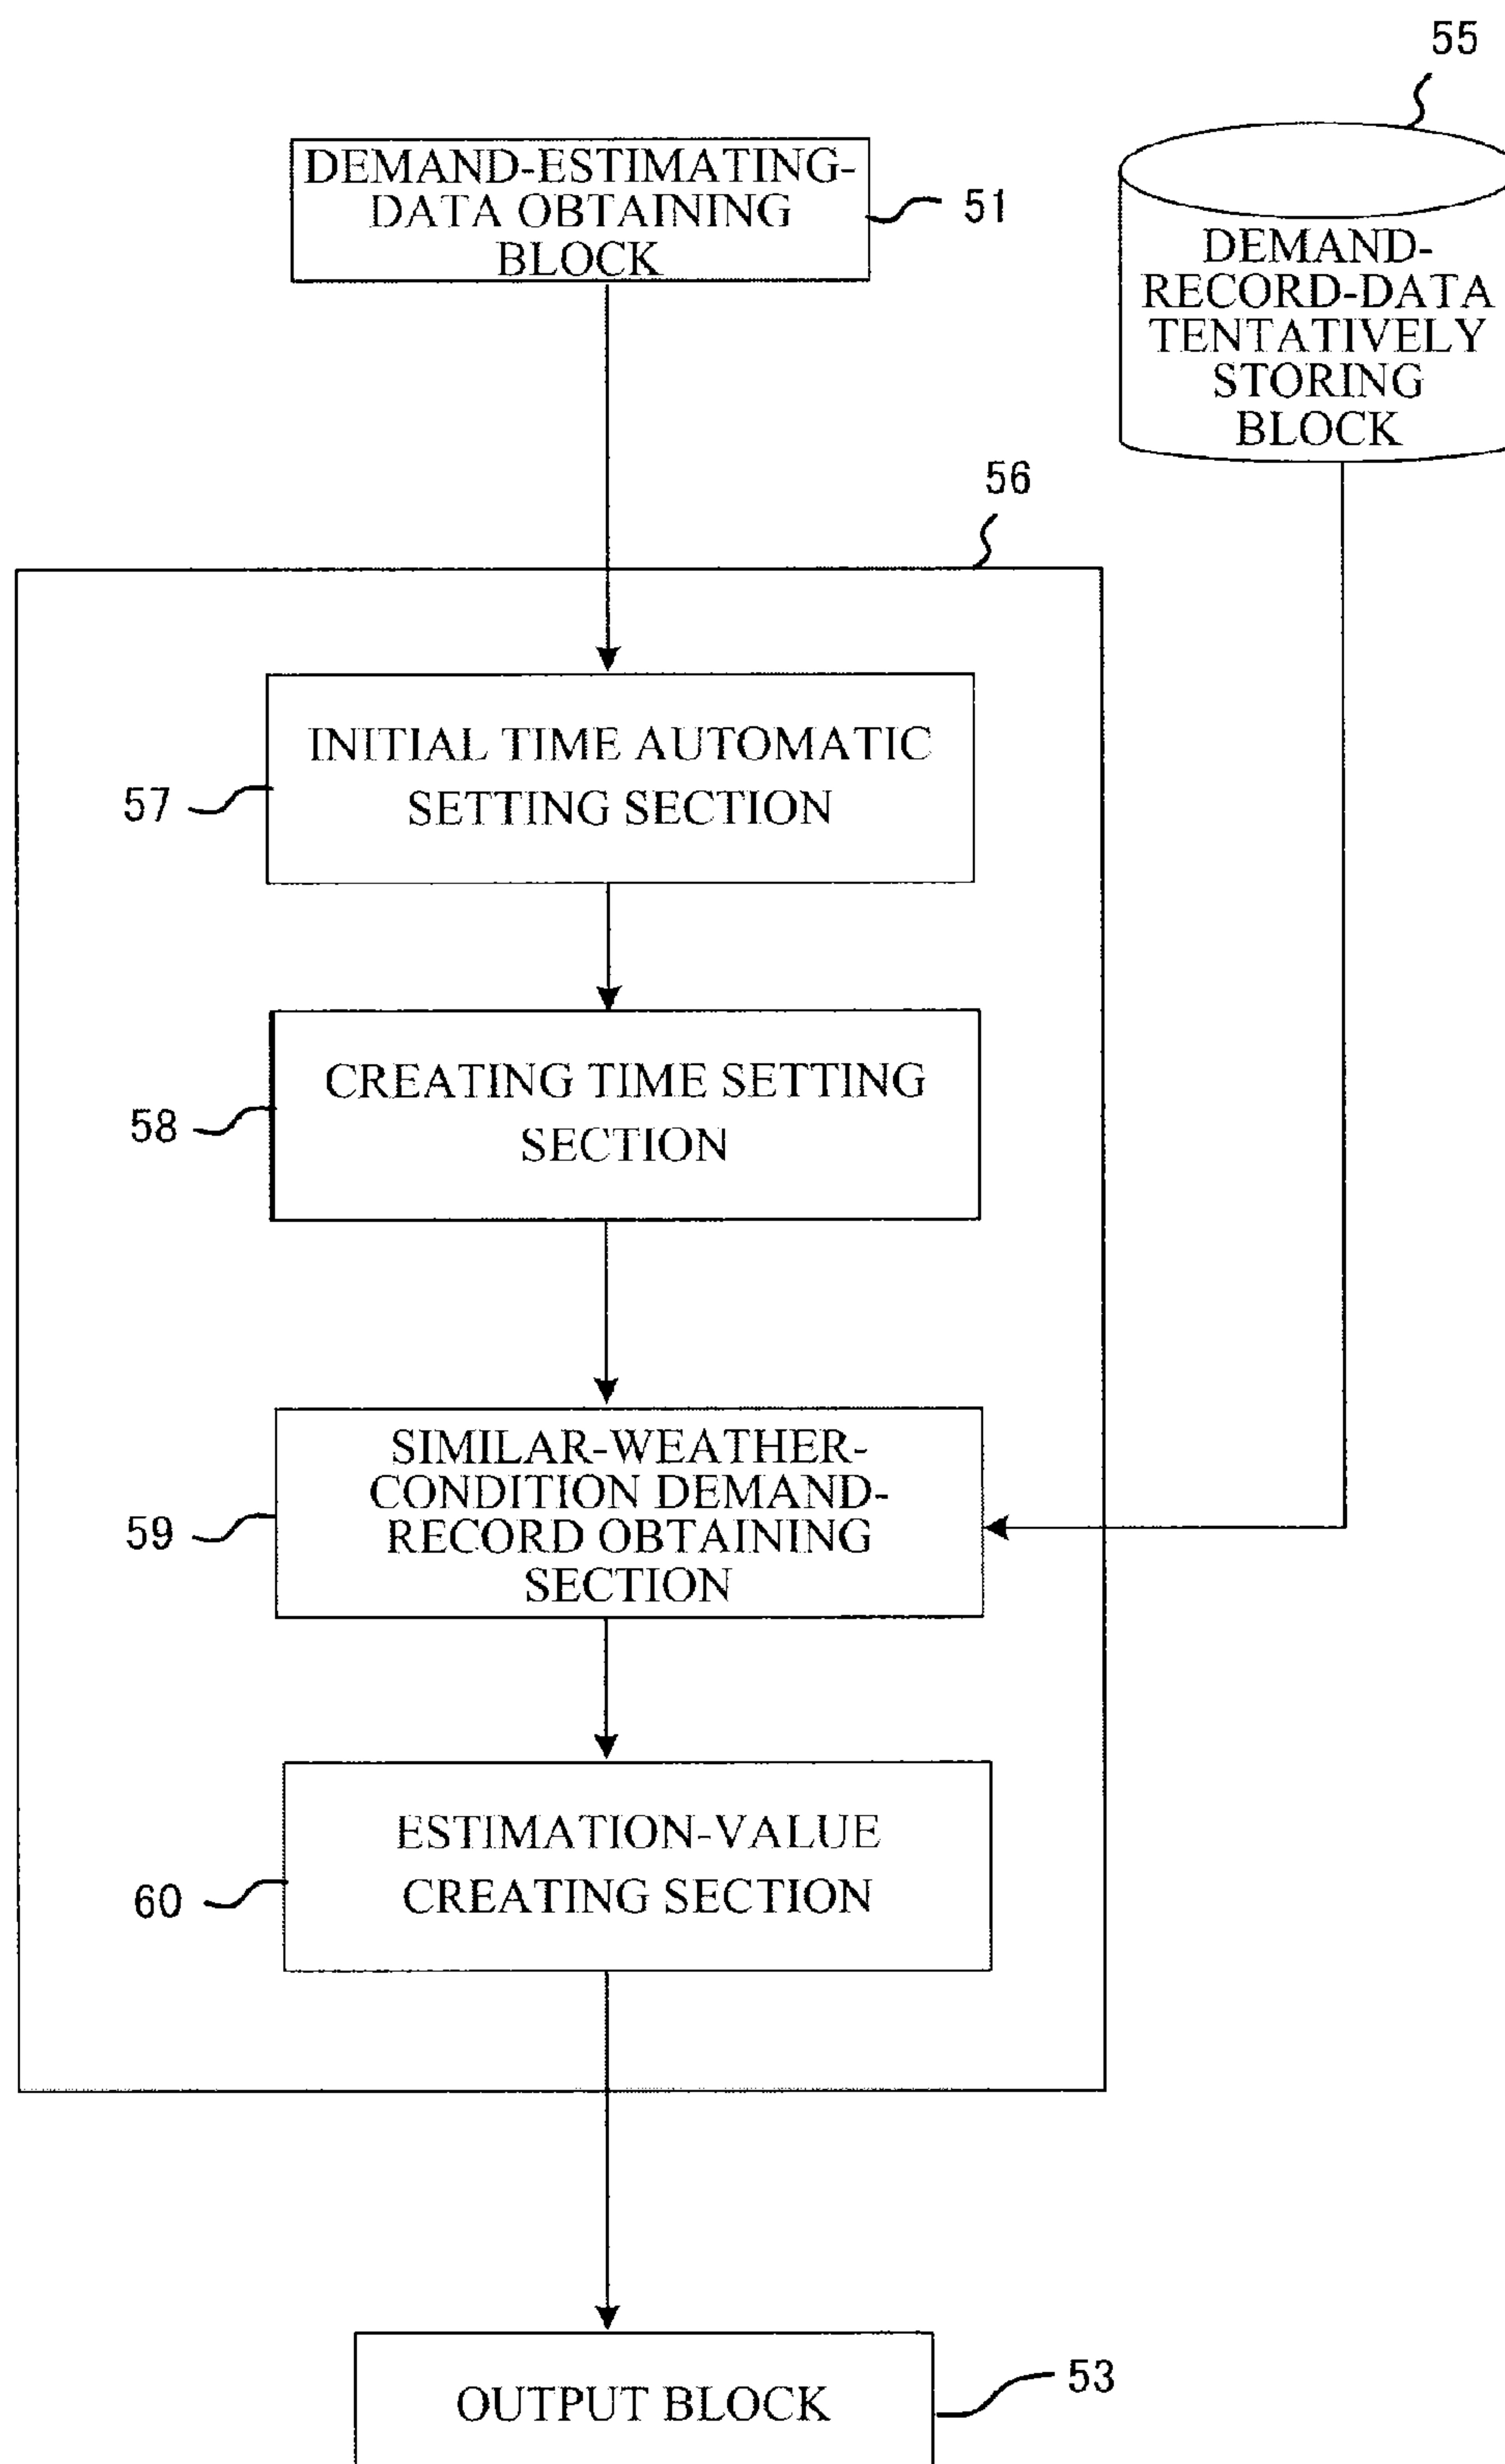 55
DEMAND-ESTIMATING-
DATA OBTAINING
BLOCK
51
DEMAND-
RECORD-DATA
TENTATIVELY
STORING
BLOCK
56
INITIAL TIME AUTOMATIC
SETTING SECTION
57
CREATING TIME SETTING
SECTION
58
SIMILAR-WEATHER-
CONDITION DEMAND-
RECORD OBTAINING
SECTION
59
ESTIMATION-VALUE
CREATING SECTION
60
OUTPUT BLOCK
53